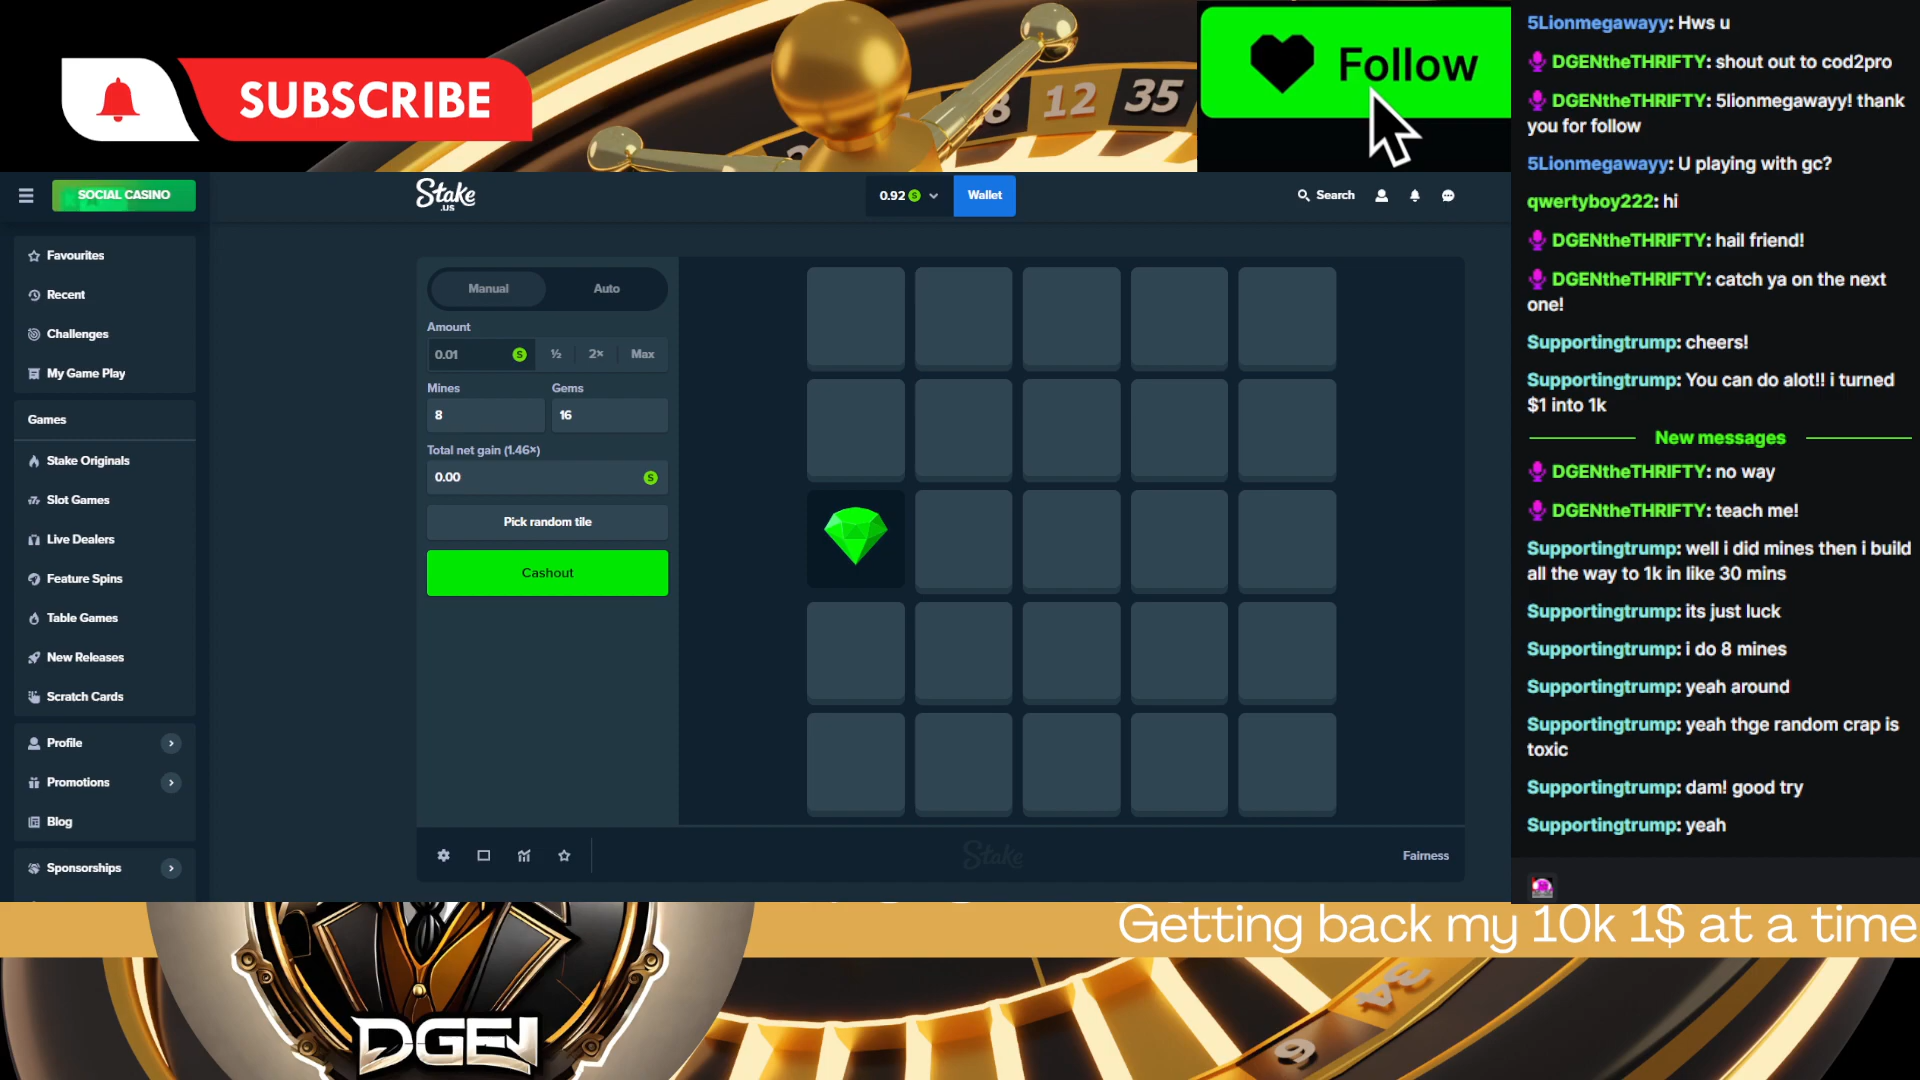 SUBSCRIBE
8 12 35
Follow
SOCIAL CASINO
Stake
.US
0.92
Wallet
Search
Favourites
Recent
Challenges
My Game Play
Games
Stake Originals
Slot Games
Live Dealers
Feature Spins
Table Games
New Releases
Scratch Cards
Profile
Promotions
Blog
Sponsorships
Manual
Auto
Amount
0.01
½
2×
Max
Mines
Gems
8
16
Total net gain (1.46×)
0.00
Pick random tile
Cashout
Stake
Fairness
5Lionmegawayy: Hws u
DGENtheTHRIFTY: shout out to cod2pro
DGENtheTHRIFTY: 5lionmegawayy! thank
you for follow
5Lionmegawayy: U playing with gc?
qwertyboy222: hi
DGENtheTHRIFTY: hail friend!
DGENtheTHRIFTY: catch ya on the next
one!
Supportingtrump: cheers!
Supportingtrump: You can do alot!! i turned
$1 into 1k
New messages
DGENtheTHRIFTY: no way
DGENtheTHRIFTY: teach me!
Supportingtrump: well i did mines then i build
all the way to 1k in like 30 mins
Supportingtrump: its just luck
Supportingtrump: i do 8 mines
Supportingtrump: yeah around
Supportingtrump: yeah thge random crap is
toxic
Supportingtrump: dam! good try
Supportingtrump: yeah
Getting back my 10k 1$ at a time
34
6
DGEN